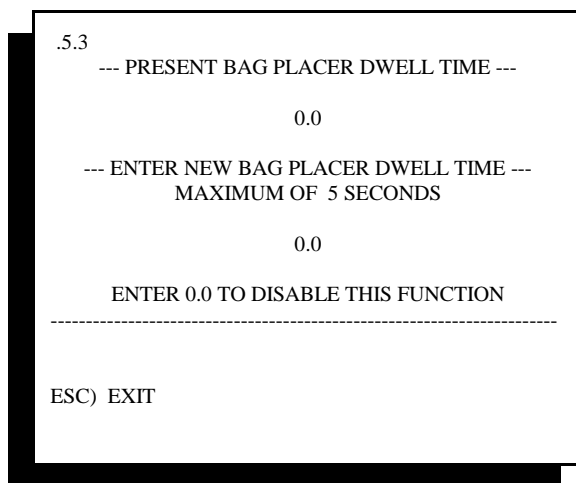 .5.3
--- PRESENT BAG PLACER DWELL TIME ---
0.0
--- ENTER NEW BAG PLACER DWELL TIME ---
MAXIMUM OF 5 SECONDS
0.0
ENTER 0.0 TO DISABLE THIS FUNCTION
------------------------------------------------------------------------
ESC) EXIT